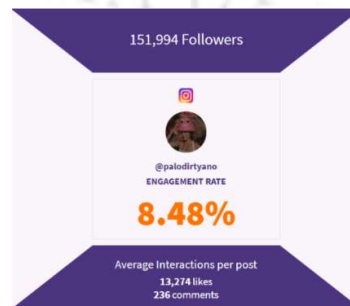 151,994 Followers
@palodirtyano
ENGAGEMENT RATE
8.48%
Average Interactions per post
13,274 likes
236 comments